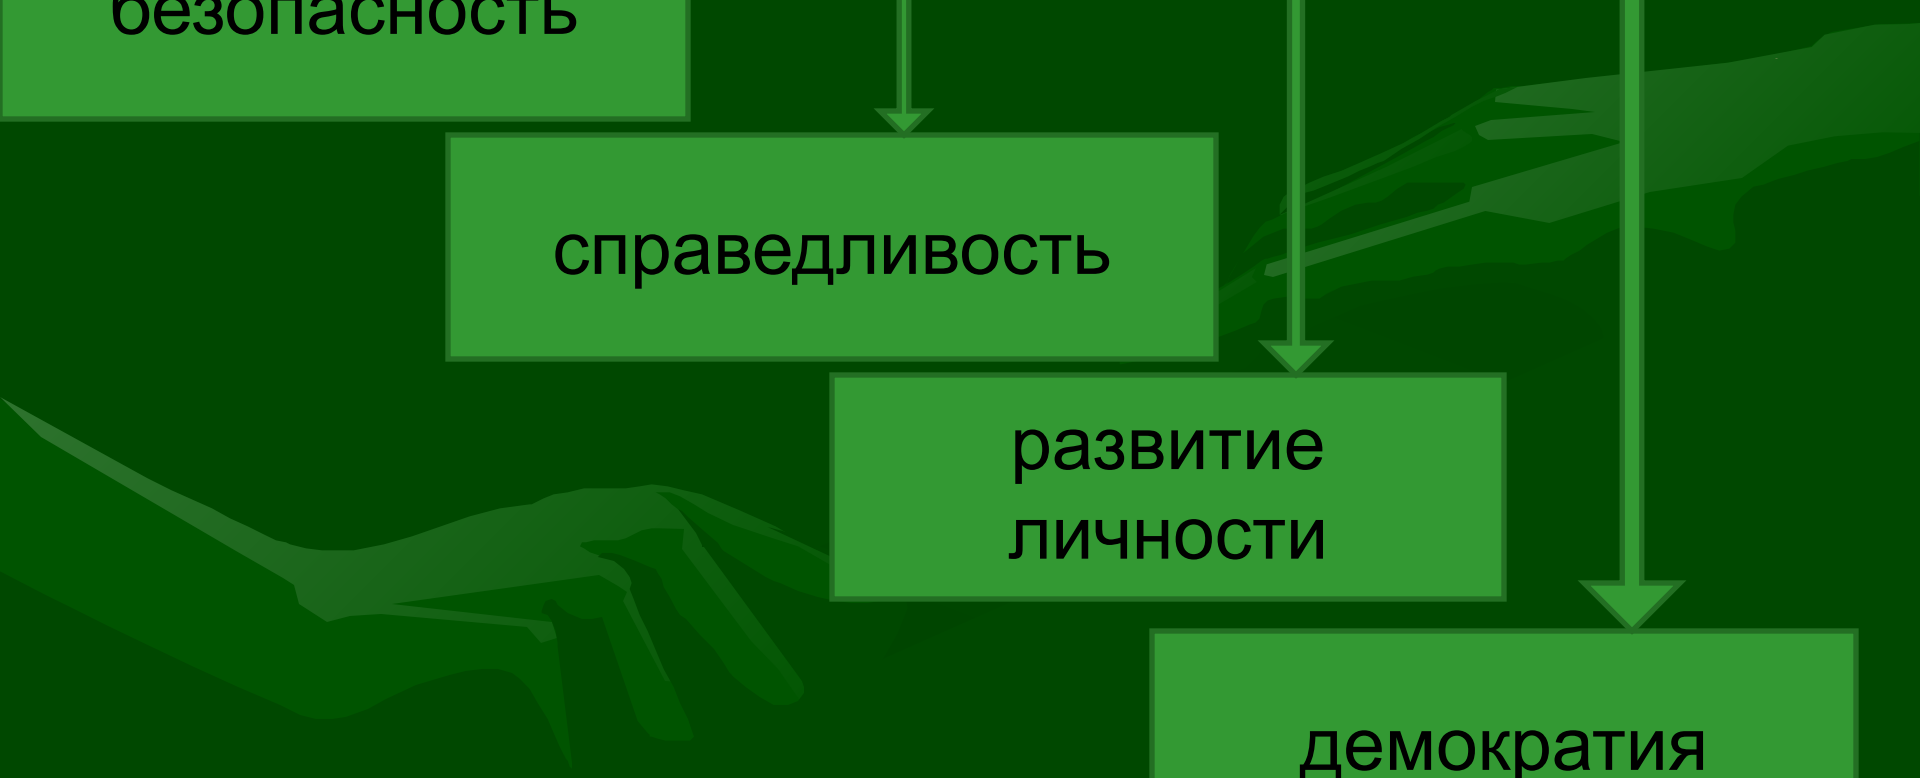 безопасность
справедливость
развитие
личности
демократия